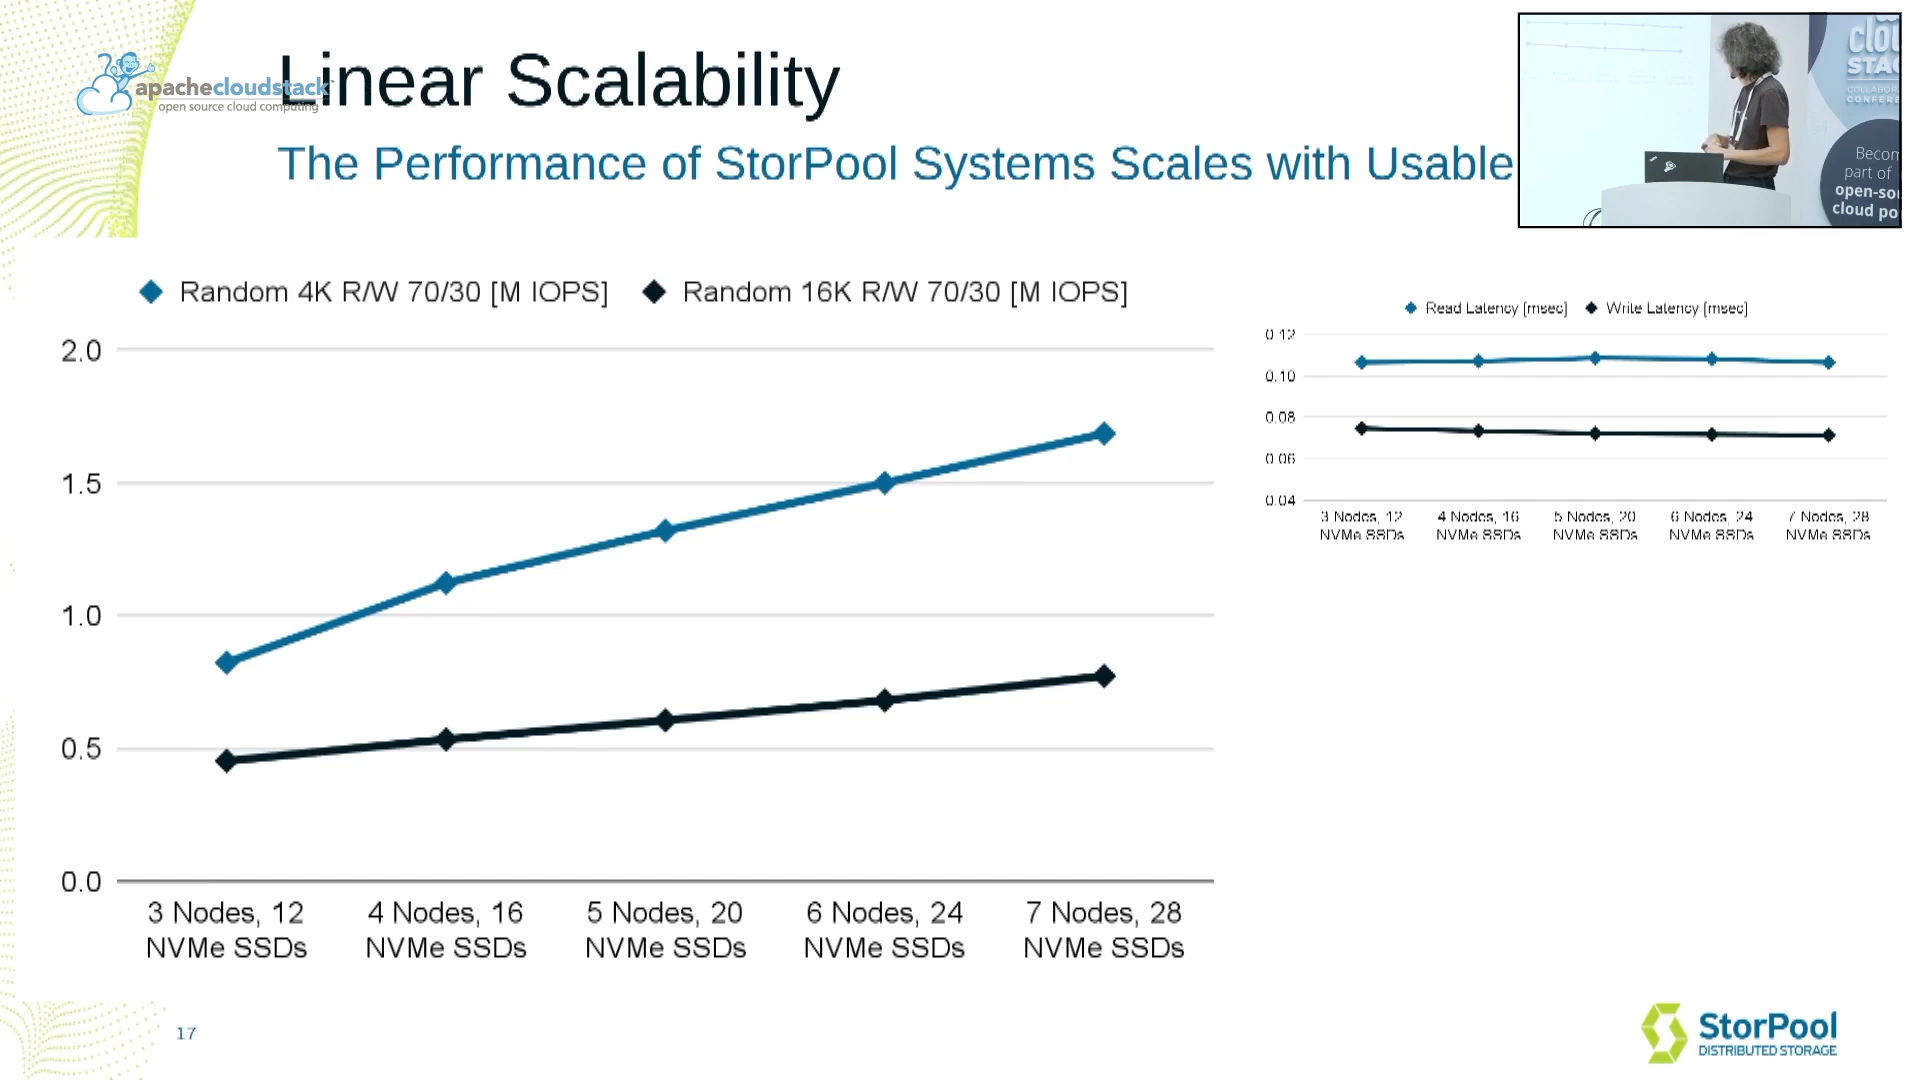 Linear Scalability
apachecloudstack
open source cloud computing
The Performance of StorPool Systems Scales with Usable
clou
STAC
COLLABOR
CONFERE
Becom
part of
open-sou
cloud po
Random 4K R/W 70/30 [M IOPS] Random 16K R/W 70/30 [M IOPS]
2.0
1.5
1.0
0.5
0.0
3 Nodes, 12 4 Nodes, 16 5 Nodes, 20 6 Nodes, 24 7 Nodes, 28
NVMe SSDs NVMe SSDs NVMe SSDs NVMe SSDs NVMe SSDs
Read Latency [msec] Write Latency [msec]
0.12
0.10
0.08
0.06
0.04
3 Nodes, 12 4 Nodes, 16 5 Nodes, 20 6 Nodes, 24 7 Nodes, 28
NVMe SSDs NVMe SSDs NVMe SSDs NVMe SSDs NVMe SSDs
17
StorPool
DISTRIBUTED STORAGE